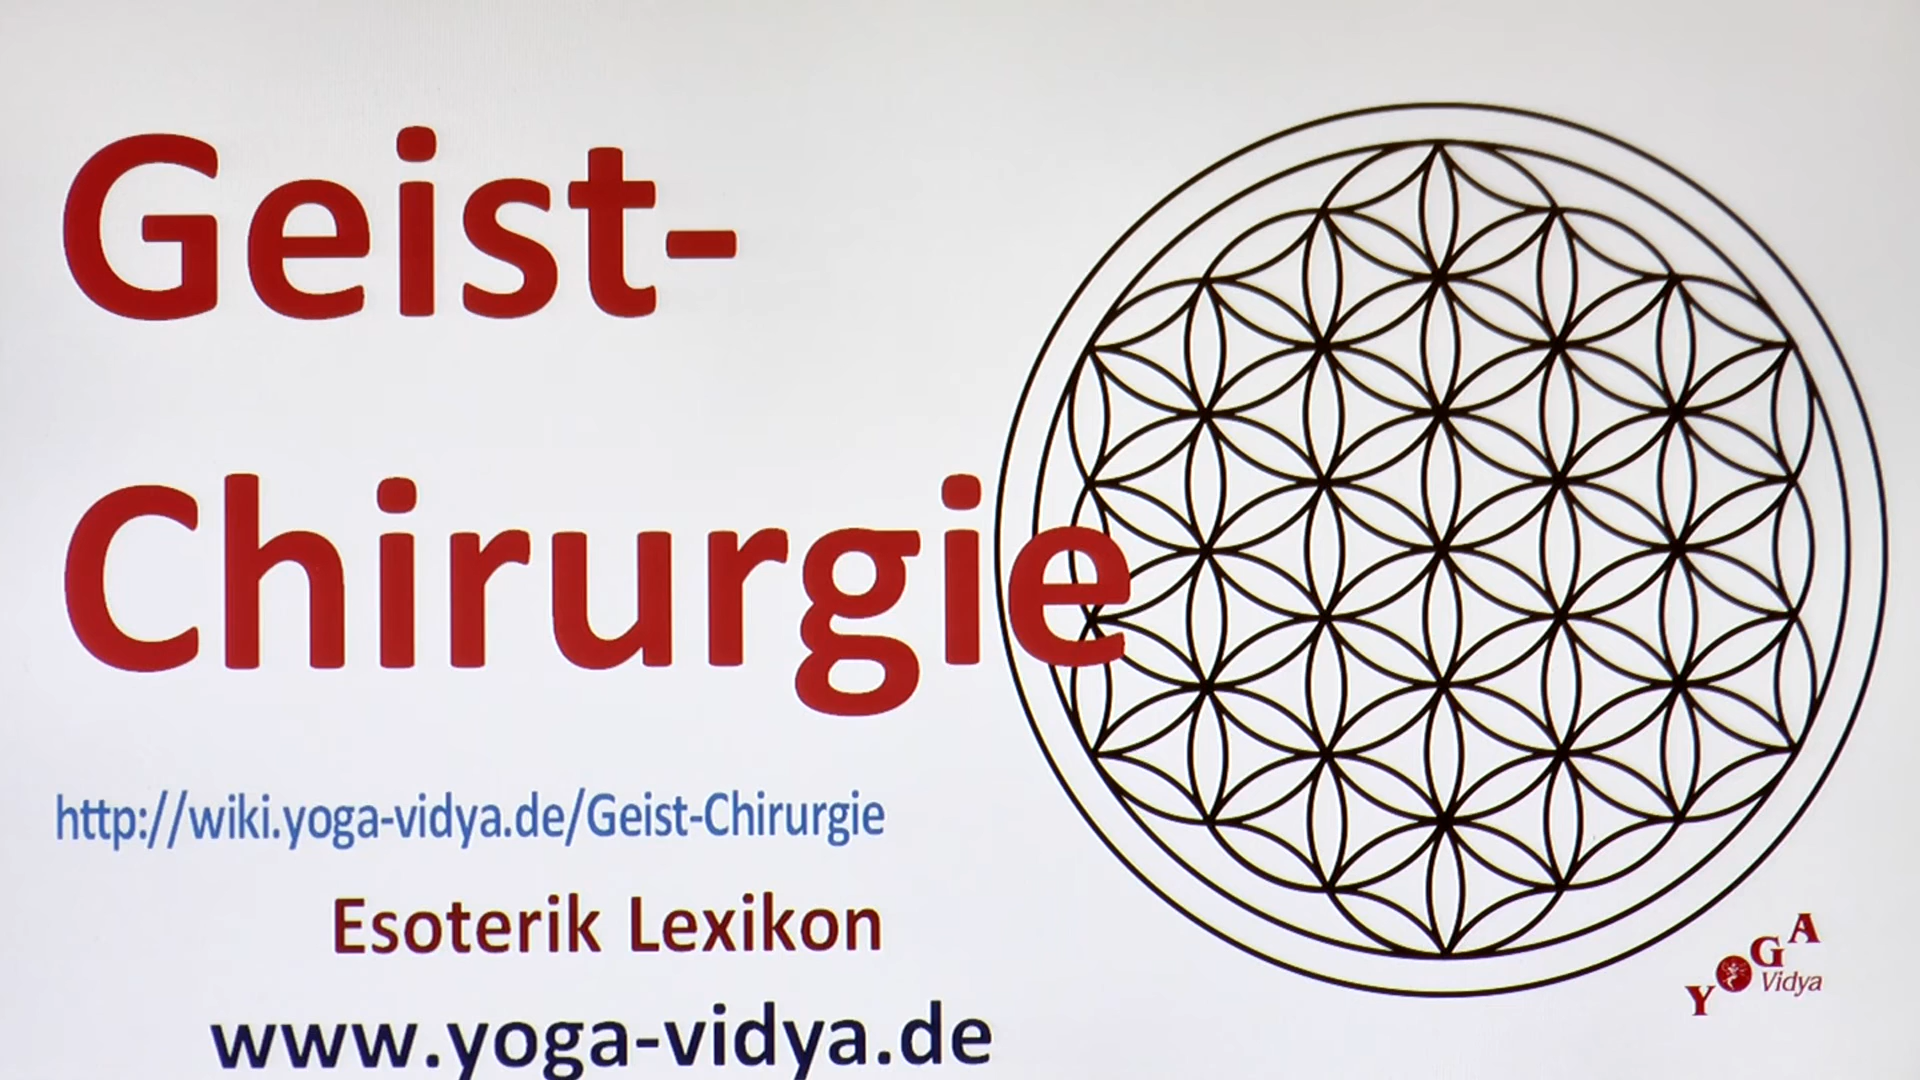 Geist-
Chirurgie
http://wiki.yoga-vidya.de/Geist-Chirurgie
Esoterik Lexikon
www.yoga-vidya.de
YOGA
Vidya